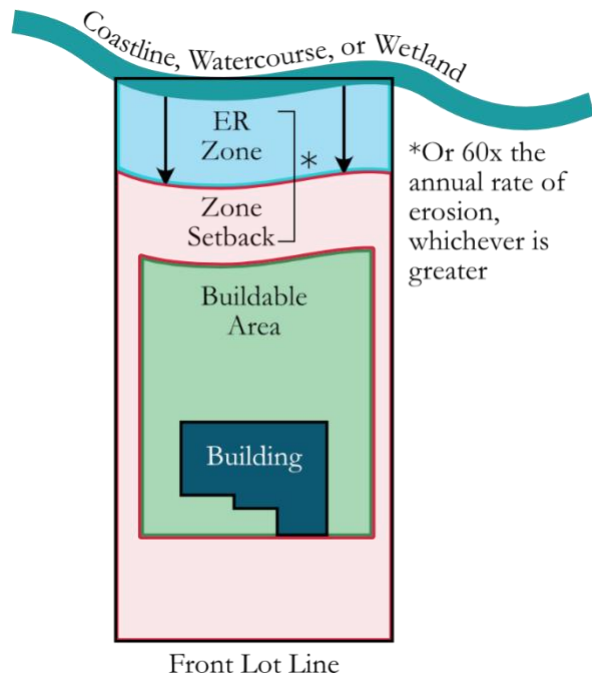 Coastline, Watercourse, or Wetland
ER
Zone
*
Zone
Setback
*Or 60x the
annual rate of
erosion,
whichever is
greater
Buildable
Area
Building
Front Lot Line